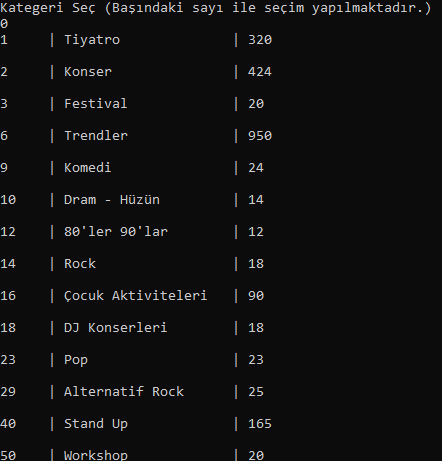 Kategeri Seç (Başındaki sayı ile seçim yapılmaktadır.)
0
1 | Tiyatro | 320
2 | Konser | 424
3 | Festival | 20
6 | Trendler | 950
9 | Komedi | 24
10 | Dram - Hüzün | 14
12 | 80'ler 90'lar | 12
14 | Rock | 18
16 | Çocuk Aktiviteleri | 90
18 | DJ Konserleri | 18
23 | Pop | 23
29 | Alternatif Rock | 25
40 | Stand Up | 165
50 | Workshop | 20